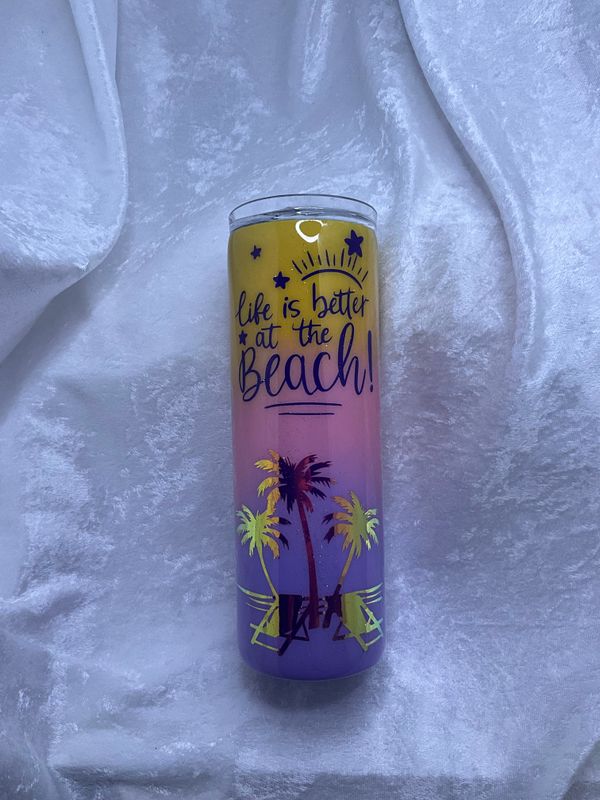 life is better
at the
Beach!